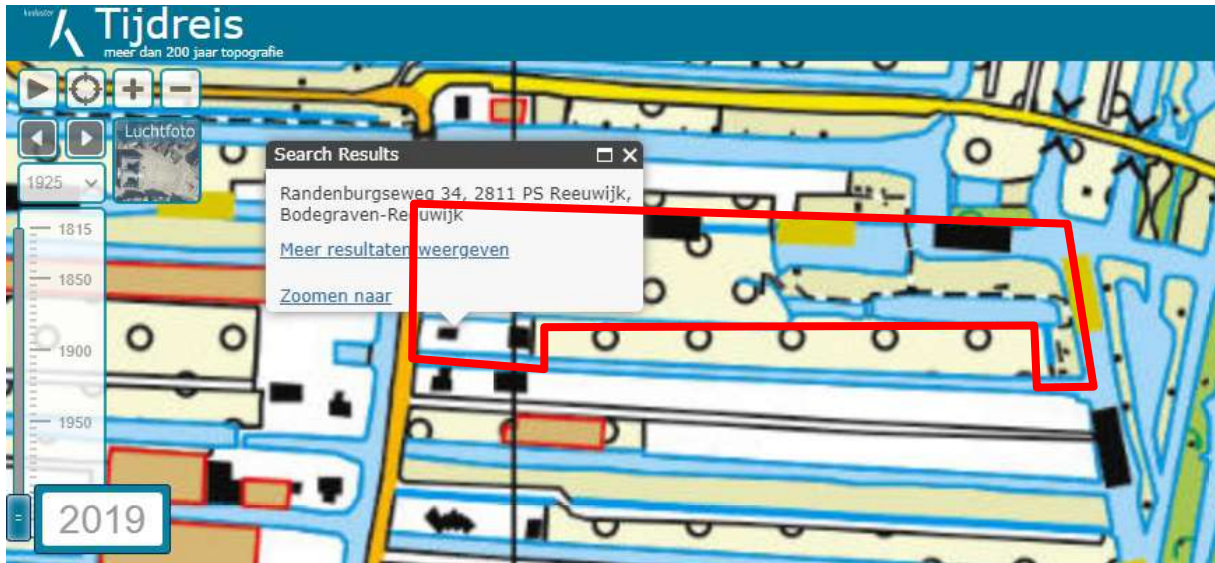 kadaster
Tijdreis
meer dan 200 jaar topografie
Luchtfoto
1925
Search Results
Randenburgseweg 34, 2811 PS Reeuwijk,
Bodegraven-Reeuwijk
Meer resultaten weergeven
Zoomen naar
1815
1850
1900
1950
2019